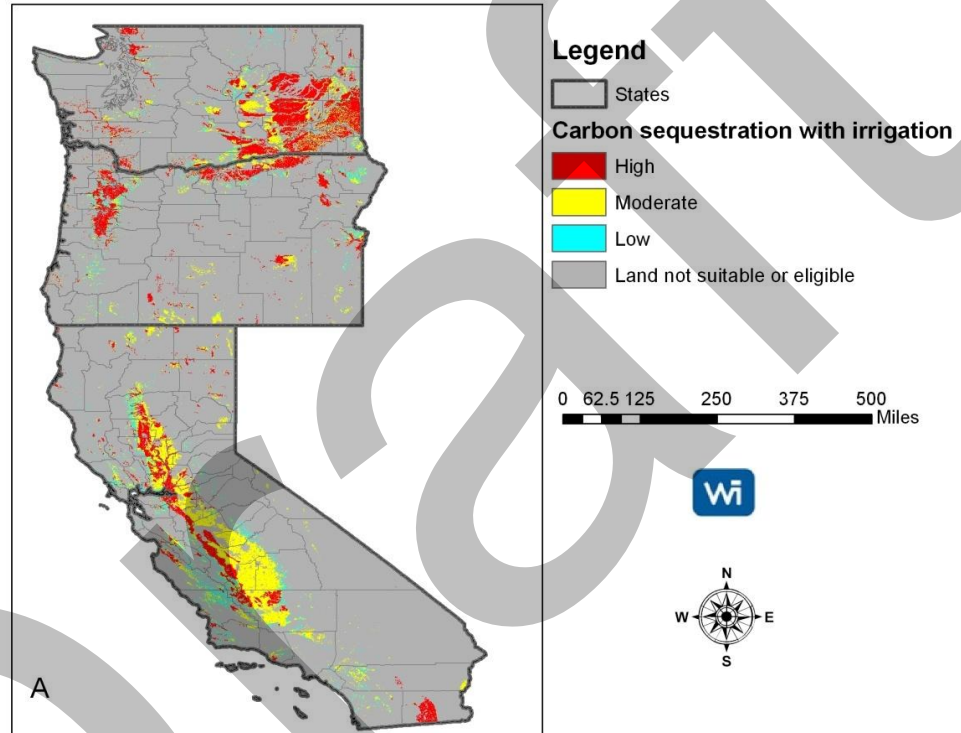 Legend
States
Carbon sequestration with irrigation
High
Moderate
Low
Land not suitable or eligible
0 62.5 125 250 375 500
Miles
Wi
N
W E
S
A
Draft